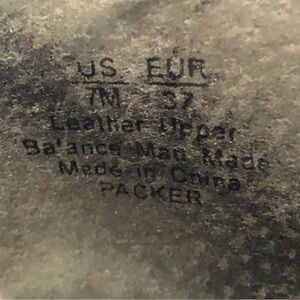 US EUR
7M 37
Leather Upper
Balance Man Made
Made in China
PACKER